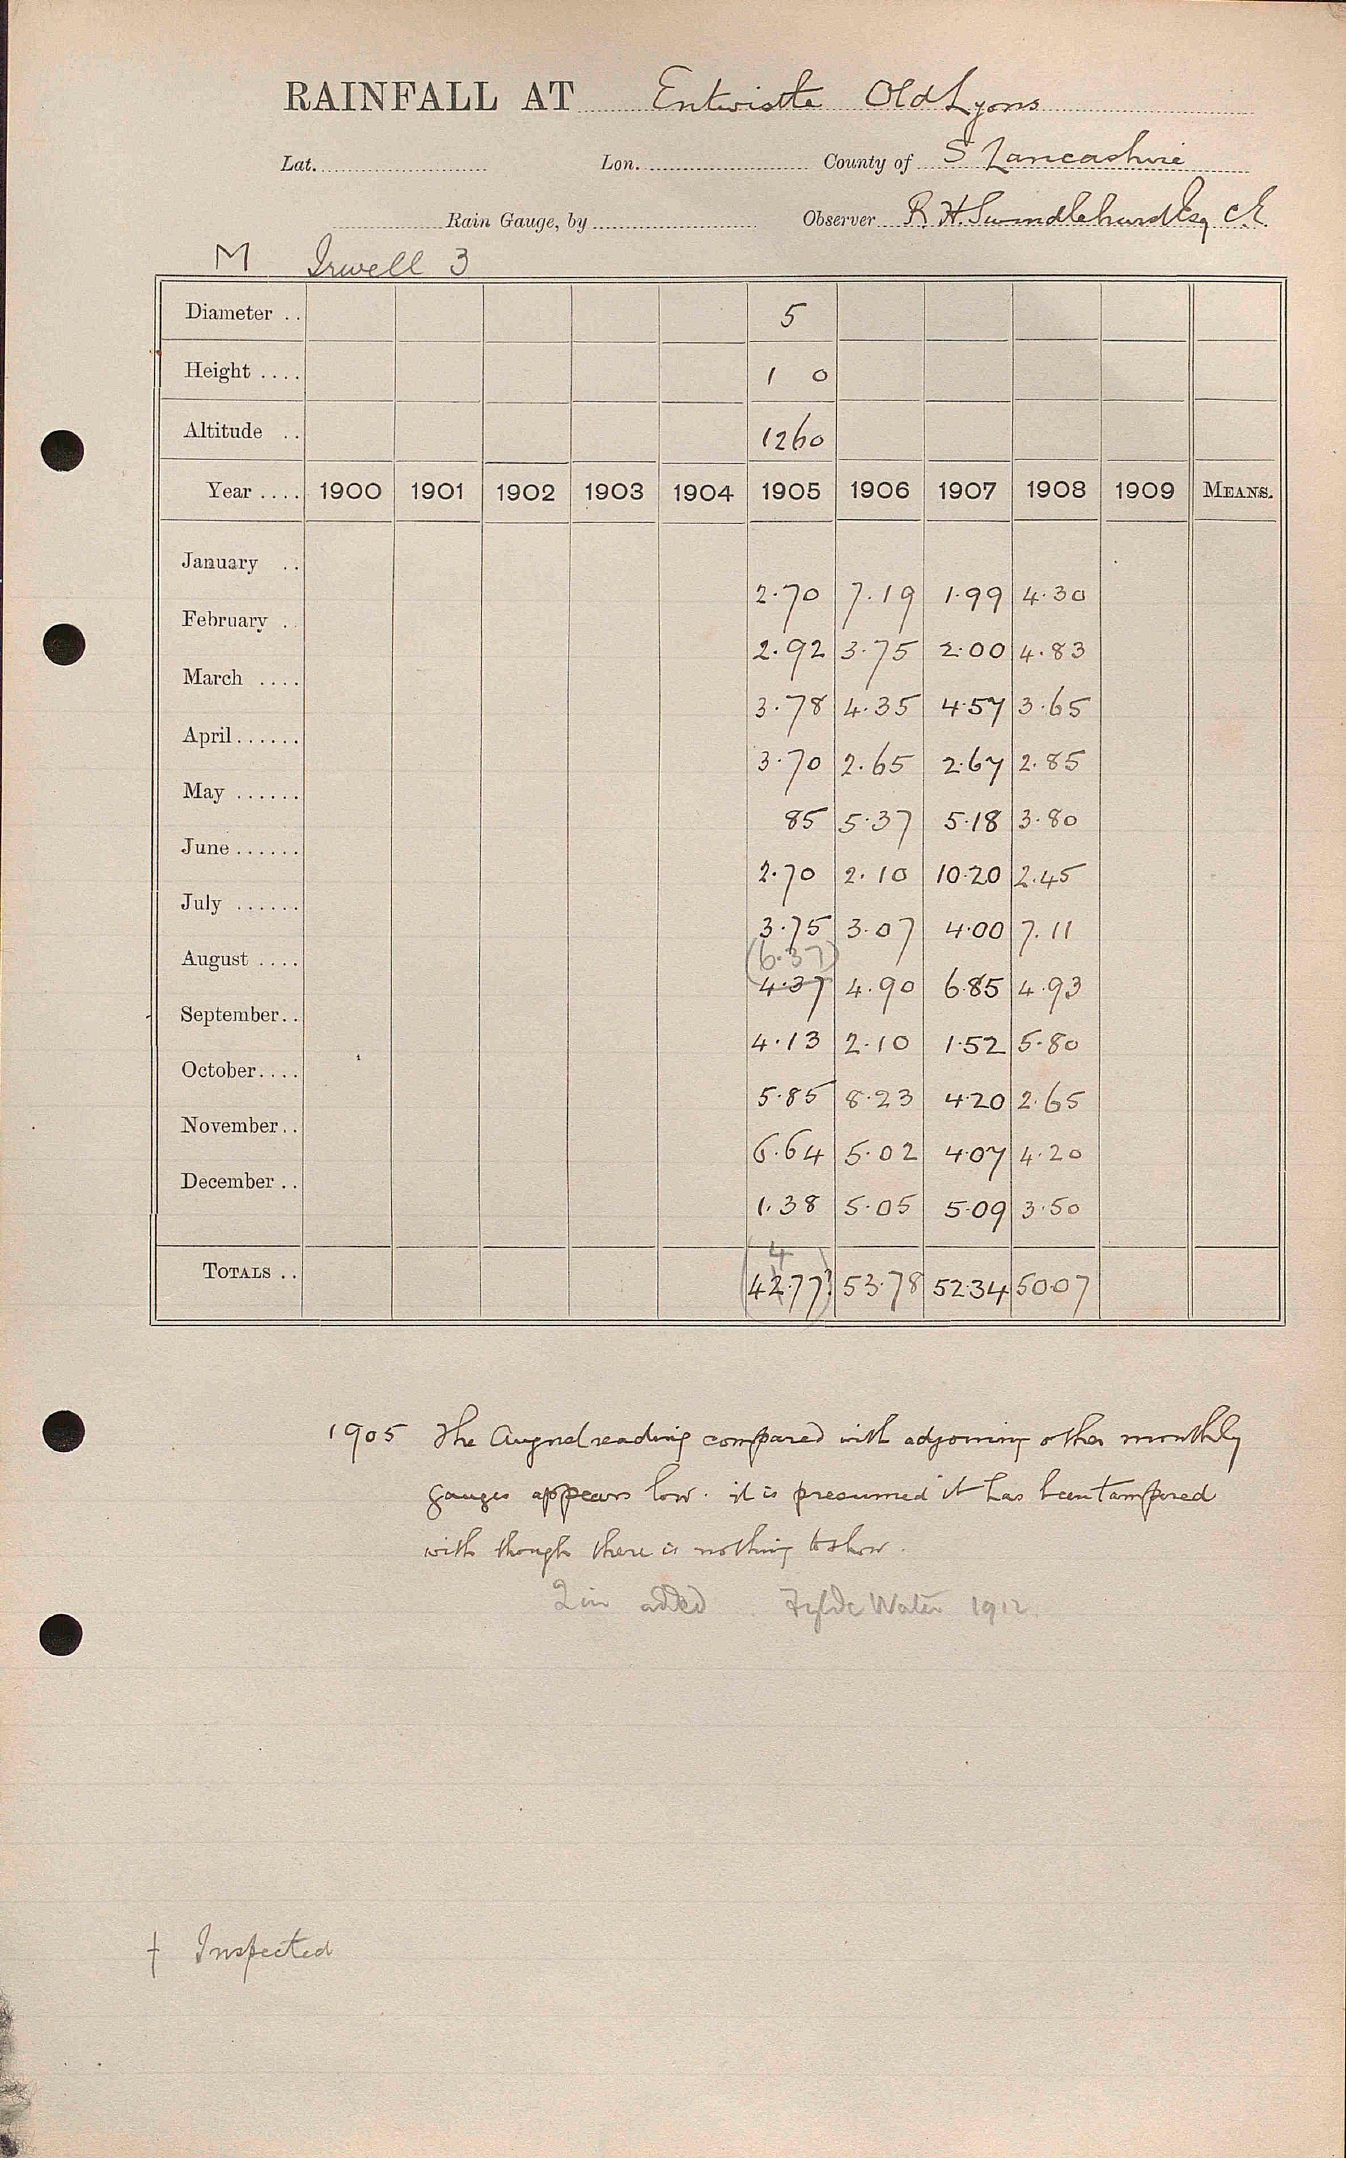 RAINFALL AT Entwistle Old Lyons
Lat. Lon. County of S Lancashire
Rain Gauge, by Observer R. H. Swindlehurst Esq C.E.
M Irwell 3
Diameter .. 5
Height .... 1 0
Altitude .. 1260
Year .... 1900 1901 1902 1903 1904 1905 1906 1907 1908 1909 MEANS.
January .. 2.70 7.19 1.99 4.30
February .. 2.92 3.75 2.00 4.83
March .... 3.78 4.35 4.57 3.65
April...... 3.70 2.65 2.67 2.85
May ...... 85 5.37 5.18 3.80
June...... 2.70 2.10 10.20 2.45
July ...... 3.75 3.07 4.00 7.11
(6.37)
August .... 4.37 4.90 6.85 4.93
September.. 4.13 2.10 1.52 5.80
October.... 5.85 8.23 4.20 2.65
November.. 6.64 5.02 4.07 4.20
December .. 1.38 5.05 5.09 3.50
4
TOTALS .. (42.77?) 53.78 52.34 50.07
1905 The August reading compared with adjoining other monthly
gauges appears low. it is presumed it has been tampered
with though there is nothing to show.
2 in added Fylde Water 1912.
† Inspected